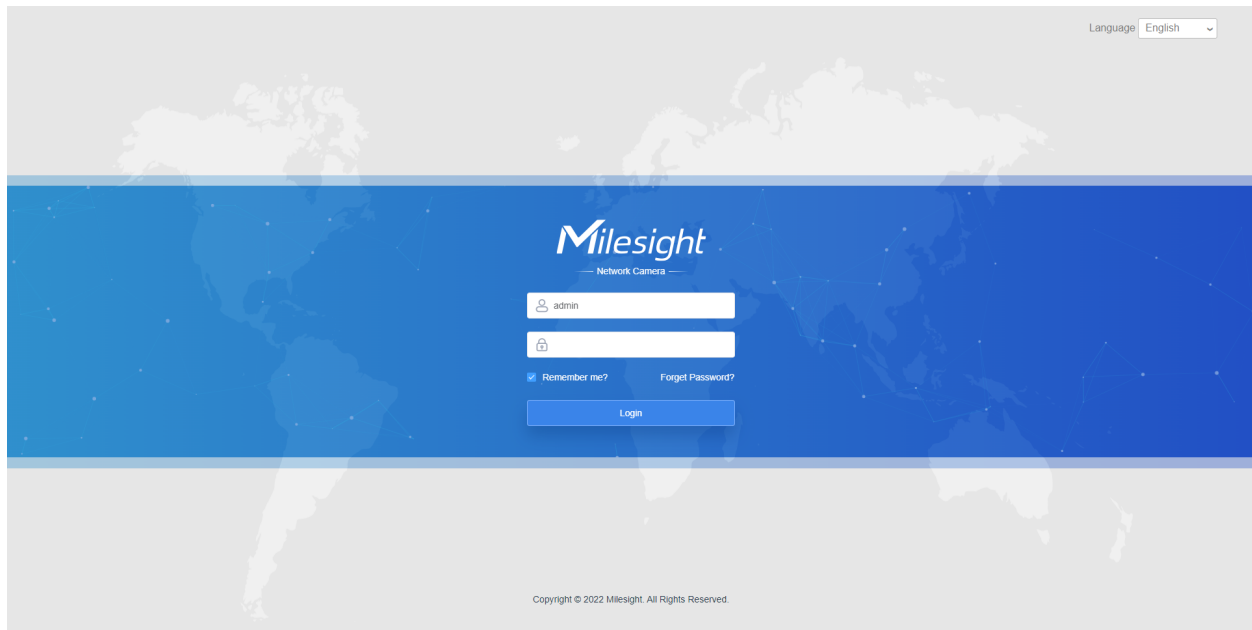 Language English
Milesight
Network Camera
admin
Remember me? Forget Password?
Login
Copyright © 2022 Milesight. All Rights Reserved.